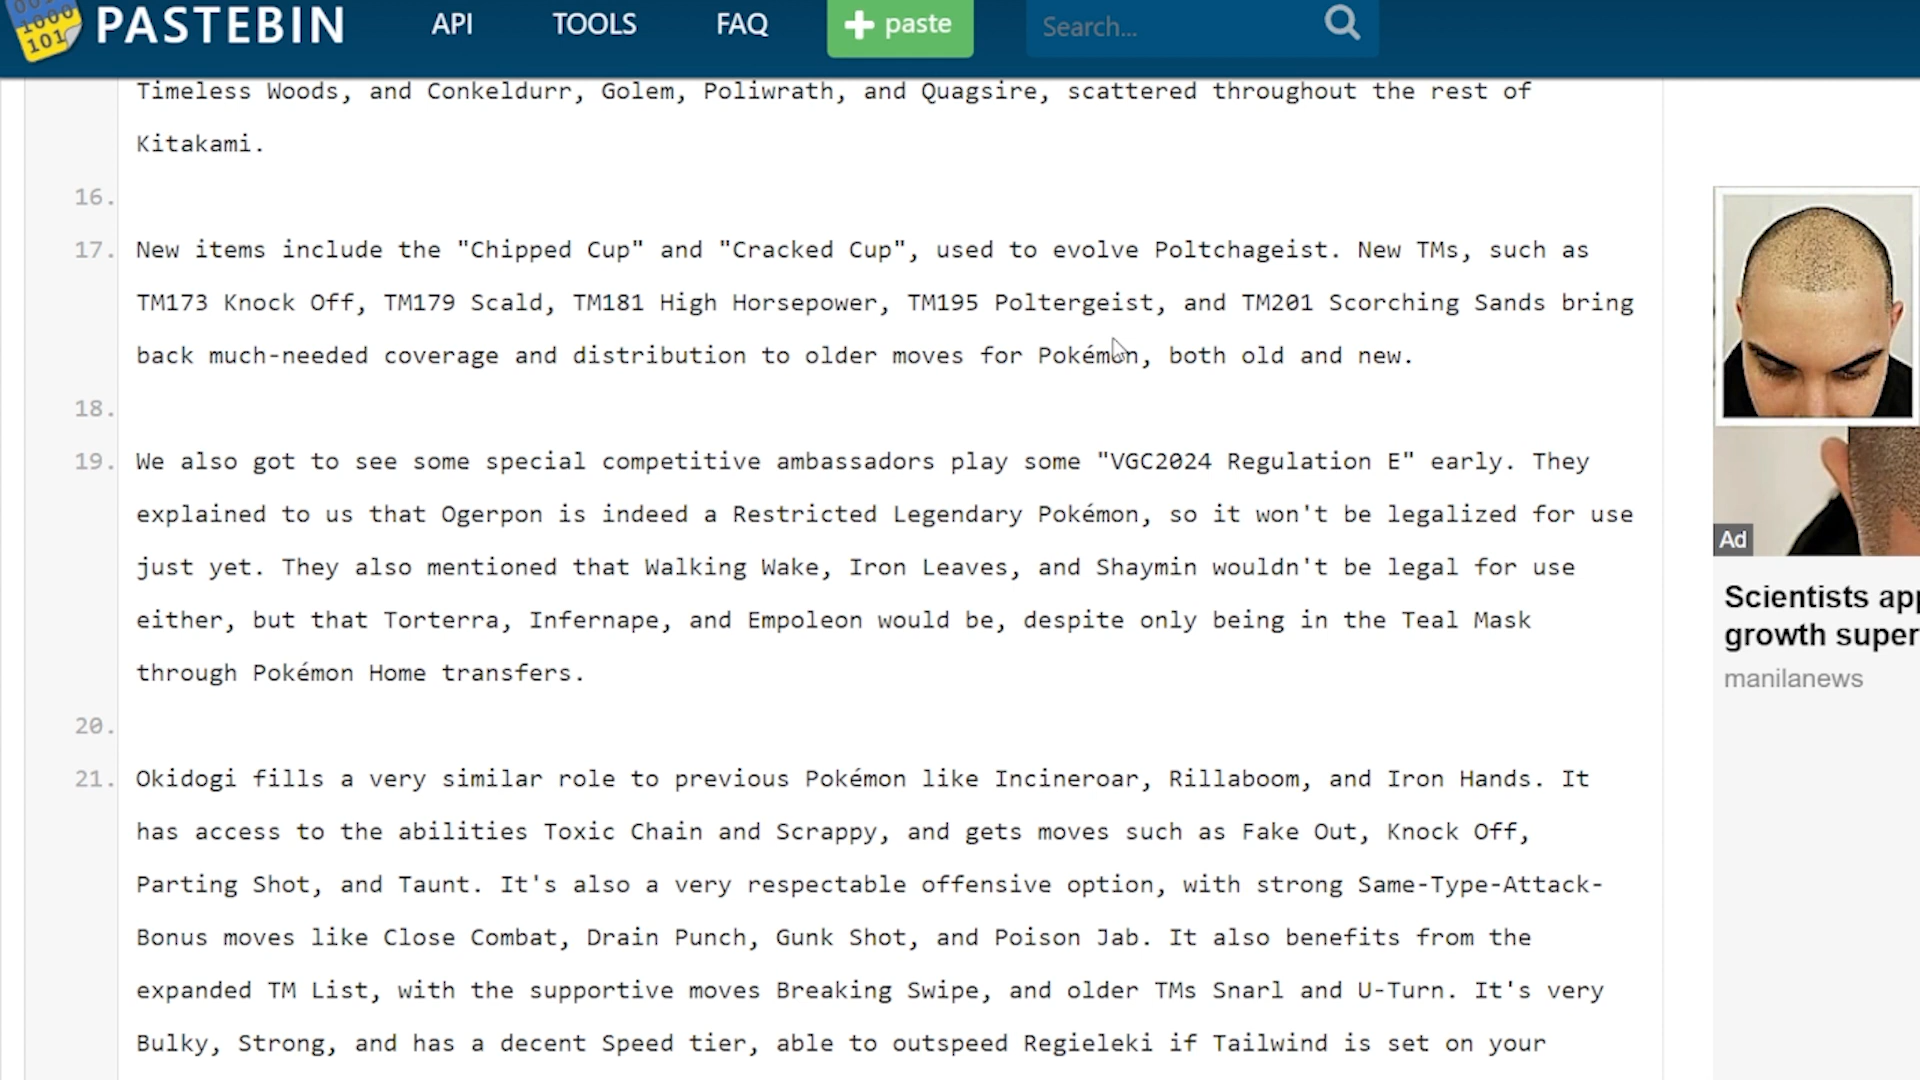 PASTEBIN API TOOLS FAQ + paste Search...
Timeless Woods, and Conkeldurr, Golem, Poliwrath, and Quagsire, scattered throughout the rest of
Kitakami.
16.
17. New items include the "Chipped Cup" and "Cracked Cup", used to evolve Poltchageist. New TMs, such as
TM173 Knock Off, TM179 Scald, TM181 High Horsepower, TM195 Poltergeist, and TM201 Scorching Sands bring
back much-needed coverage and distribution to older moves for Pokémon, both old and new.
18.
19. We also got to see some special competitive ambassadors play some "VGC2024 Regulation E" early. They
explained to us that Ogerpon is indeed a Restricted Legendary Pokémon, so it won't be legalized for use
just yet. They also mentioned that Walking Wake, Iron Leaves, and Shaymin wouldn't be legal for use
either, but that Torterra, Infernape, and Empoleon would be, despite only being in the Teal Mask
through Pokémon Home transfers.
20.
21. Okidogi fills a very similar role to previous Pokémon like Incineroar, Rillaboom, and Iron Hands. It
has access to the abilities Toxic Chain and Scrappy, and gets moves such as Fake Out, Knock Off,
Parting Shot, and Taunt. It's also a very respectable offensive option, with strong Same-Type-Attack-
Bonus moves like Close Combat, Drain Punch, Gunk Shot, and Poison Jab. It also benefits from the
expanded TM List, with the supportive moves Breaking Swipe, and older TMs Snarl and U-Turn. It's very
Bulky, Strong, and has a decent Speed tier, able to outspeed Regieleki if Tailwind is set on your
Ad
Scientists app
growth super
manilanews